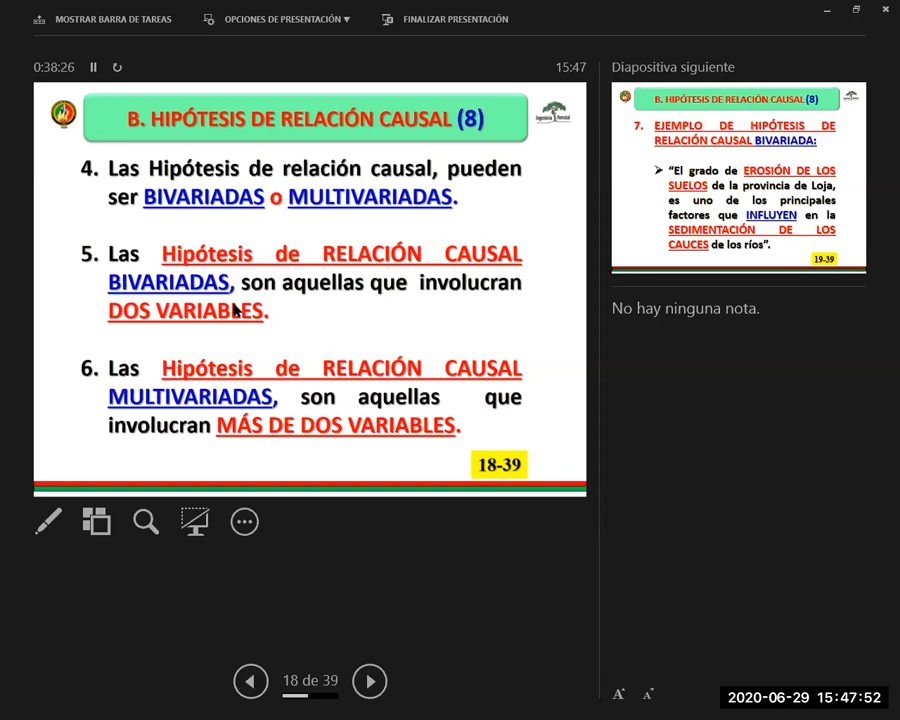 MOSTRAR BARRA DE TAREAS
OPCIONES DE PRESENTACIÓN ▼
FINALIZAR PRESENTACIÓN
0:38:26
15:47
B. HIPÓTESIS DE RELACIÓN CAUSAL (8)
Ingeniería Forestal
4. Las Hipótesis de relación causal, pueden
ser BIVARIADAS o MULTIVARIADAS.
5. Las Hipótesis de RELACIÓN CAUSAL
BIVARIADAS, son aquellas que involucran
DOS VARIABLES.
6. Las Hipótesis de RELACIÓN CAUSAL
MULTIVARIADAS, son aquellas que
involucran MÁS DE DOS VARIABLES.
18-39
18 de 39
Diapositiva siguiente
B. HIPÓTESIS DE RELACIÓN CAUSAL (8)
7. EJEMPLO DE HIPÓTESIS DE
RELACIÓN CAUSAL BIVARIADA:
➢ “El grado de EROSIÓN DE LOS
SUELOS de la provincia de Loja,
es uno de los principales
factores que INFLUYEN en la
SEDIMENTACIÓN DE LOS
CAUCES de los ríos”.
19-39
No hay ninguna nota.
A A
2020-06-29 15:47:52